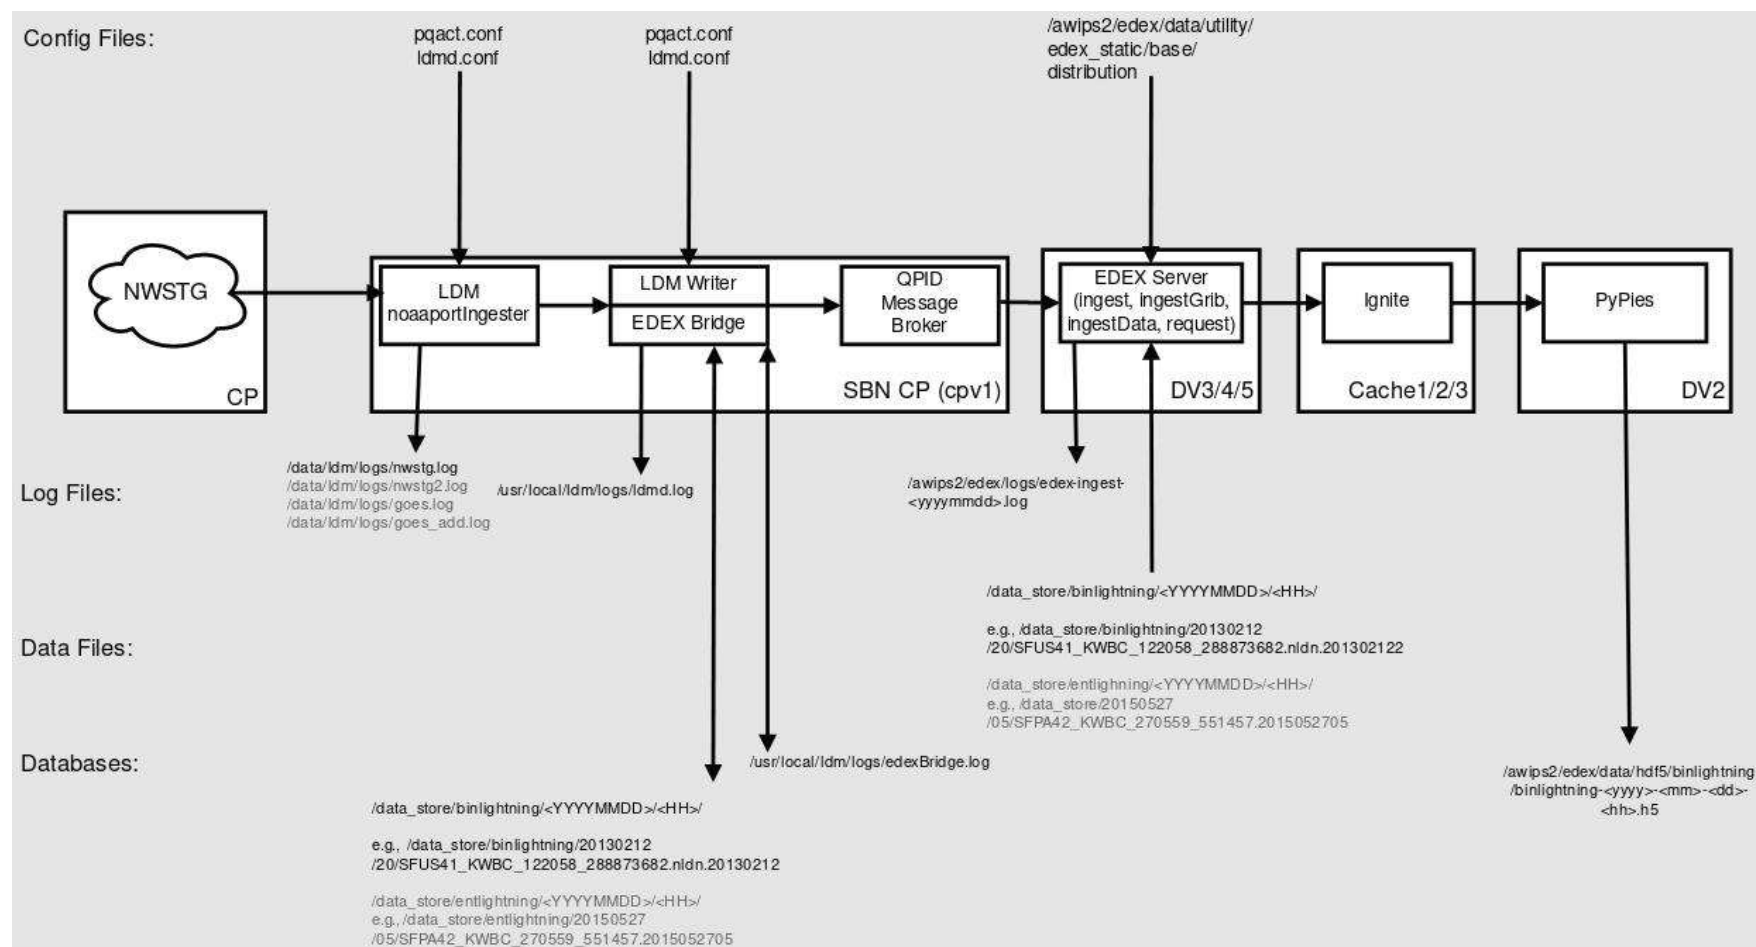 Config Files:
pqact.conf
ldmd.conf
pqact.conf
ldmd.conf
/awips2/edex/data/utility/
edex_static/base/
distribution
NWSTG
CP
LDM
noaaportIngester
LDM Writer
EDEX Bridge
QPID
Message
Broker
SBN CP (cpv1)
EDEX Server
(ingest, ingestGrib,
ingestData, request)
DV3/4/5
Ignite
Cache1/2/3
PyPies
DV2
Log Files:
/data/ldm/logs/nwstg.log
/data/ldm/logs/nwstg2.log
/data/ldm/logs/goes.log
/data/ldm/logs/goes_add.log
/usr/local/ldm/logs/ldmd.log
/awips2/edex/logs/edex-ingest-
<yyyymmdd>.log
Data Files:
/data_store/binlightning/<YYYYMMDD>/<HH>/
e.g., /data_store/binlightning/20130212
/20/SFUS41_KWBC_122058_288873682.nldn.201302122
/data_store/entlighning/<YYYYMMDD>/<HH>/
e.g., /data_store/20150527
/05/SFPA42_KWBC_270559_551457.2015052705
Databases:
/usr/local/ldm/logs/edexBridge.log
/data_store/binlightning/<YYYYMMDD>/<HH>/
e.g., /data_store/binlightning/20130212
/20/SFUS41_KWBC_122058_288873682.nldn.20130212
/data_store/entlightning/<YYYYMMDD>/<HH>/
e.g., /data_store/entlightning/20150527
/05/SFPA42_KWBC_270559_551457.2015052705
/awips2/edex/data/hdf5/binlightning
/binlightning-<yyyy>-<mm>-<dd>-
<hh>.h5